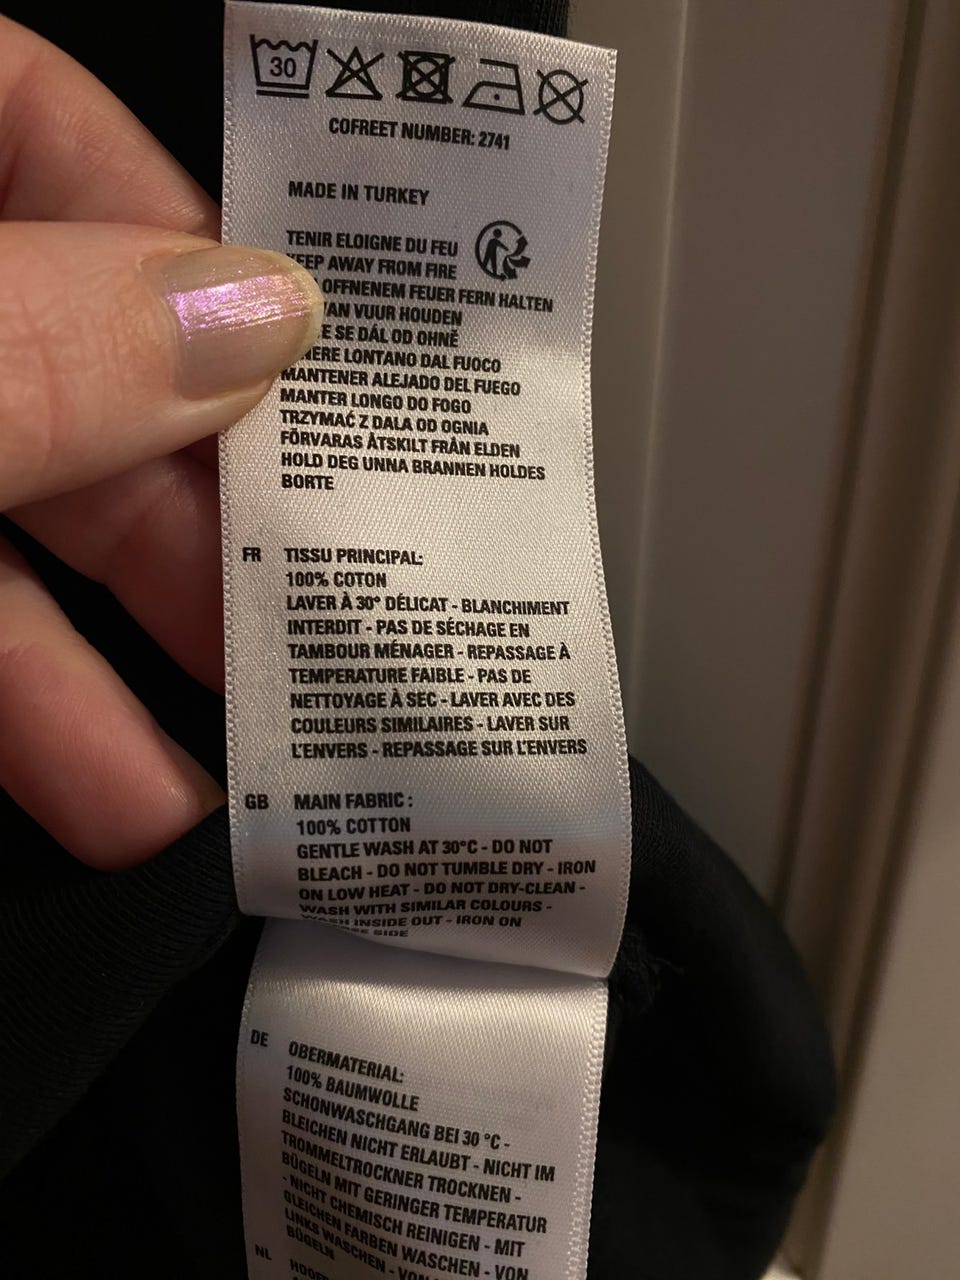 30
COFREET NUMBER: 2741
MADE IN TURKEY
TENIR ELOIGNE DU FEU
KEEP AWAY FROM FIRE
OFFNENEM FEUER FERN HALTEN
VAN VUUR HOUDEN
SE DÁL OD OHNĚ
LONTANO DAL FUOCO
MANTENER ALEJADO DEL FUEGO
MANTER LONGO DO FOGO
TRZYMAĆ Z DALA OD OGNIA
FÖRVARAS ÅTSKILT FRÅN ELDEN
HOLD DEG UNNA BRANNEN HOLDES
BORTE
FR TISSU PRINCIPAL:
100% COTON
LAVER À 30° DÉLICAT - BLANCHIMENT
INTERDIT - PAS DE SÉCHAGE EN
TAMBOUR MÉNAGER - REPASSAGE À
TEMPERATURE FAIBLE - PAS DE
NETTOYAGE À SEC - LAVER AVEC DES
COULEURS SIMILAIRES - LAVER SUR
L'ENVERS - REPASSAGE SUR L'ENVERS
GB MAIN FABRIC :
100% COTTON
GENTLE WASH AT 30°C - DO NOT
BLEACH - DO NOT TUMBLE DRY - IRON
ON LOW HEAT - DO NOT DRY-CLEAN -
WASH WITH SIMILAR COLOURS -
WASH INSIDE OUT - IRON ON
SIDE
DE OBERMATERIAL:
100% BAUMWOLLE
SCHONWASCHGANG BEI 30 °C -
BLEICHEN NICHT ERLAUBT - NICHT IM
TROMMELTROCKNER TROCKNEN -
BÜGELN MIT GERINGER TEMPERATUR
- NICHT CHEMISCH REINIGEN - MIT
GLEICHEN FARBEN WASCHEN - VON
LINKS WASCHEN - VON LINKS
BÜGELN
NL